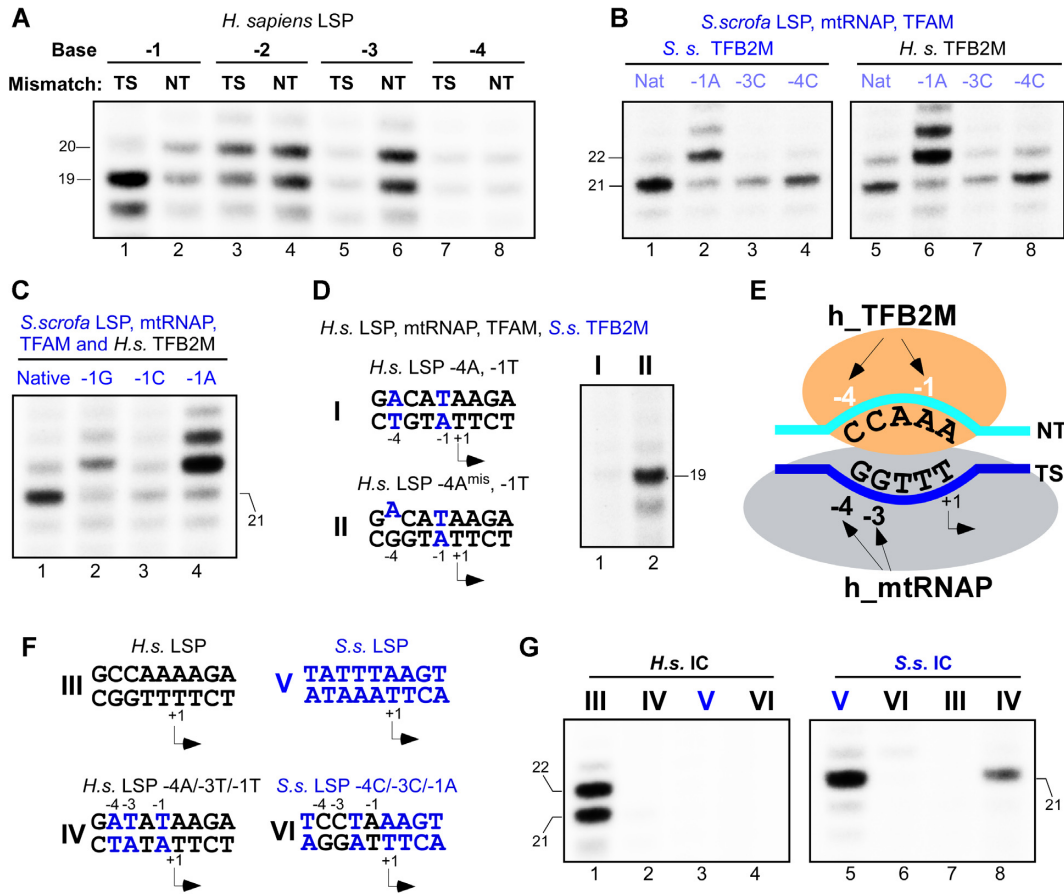 A
H. sapiens LSP
Base -1 -2 -3 -4
Mismatch: TS NT TS NT TS NT TS NT
20
19
1 2 3 4 5 6 7 8
B
S.scrofa LSP, mtRNAP, TFAM
S. s. TFB2M H. s. TFB2M
Nat -1A -3C -4C Nat -1A -3C -4C
22
21
1 2 3 4 5 6 7 8
C
S.scrofa LSP, mtRNAP,
TFAM and H.s. TFB2M
Native -1G -1C -1A
21
1 2 3 4
D
H.s. LSP, mtRNAP, TFAM, S.s. TFB2M
H.s. LSP -4A, -1T
I
GACATAAGA
CTGTATTCT
-4 -1 +1
H.s. LSP -4Amis, -1T
II
GACATAAGA
CGGTATTCT
-4 -1 +1
I II
19
1 2
E
h_TFB2M
-4 -1
CCAAA
NT
GGTTT
TS
-4 -3 +1
h_mtRNAP
F
H.s. LSP
III
GCCAAAAGA
CGGTTTTCT
+1
S.s. LSP
V
TATTTAAGT
ATAAATTCA
+1
H.s. LSP -4A/-3T/-1T
-4 -3 -1
IV
GATATAAGA
CTATATTCT
+1
S.s. LSP -4C/-3C/-1A
-4 -3 -1
VI
TCCTAAAGT
AGGATTTCA
+1
G
H.s. IC S.s. IC
III IV V VI V VI III IV
22
21
21
1 2 3 4 5 6 7 8